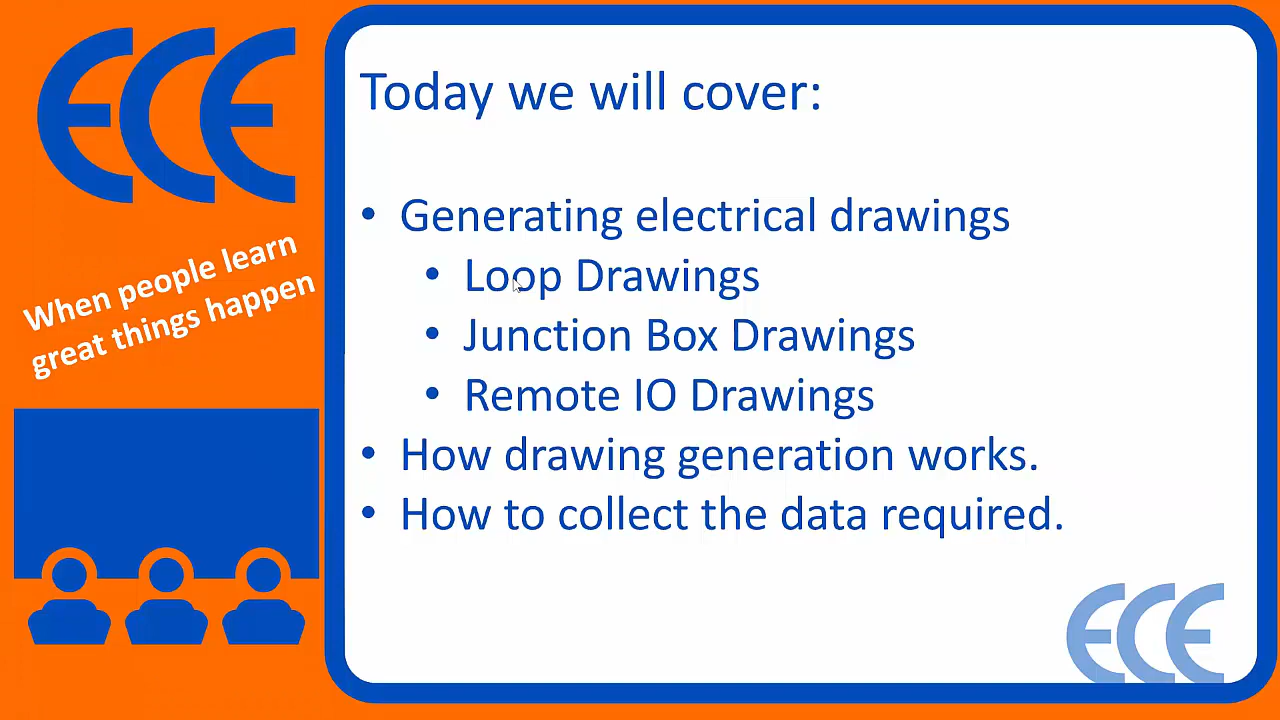 ECE
When people learn
great things happen
Today we will cover:
• Generating electrical drawings
• Loop Drawings
• Junction Box Drawings
• Remote IO Drawings
• How drawing generation works.
• How to collect the data required.
ECE